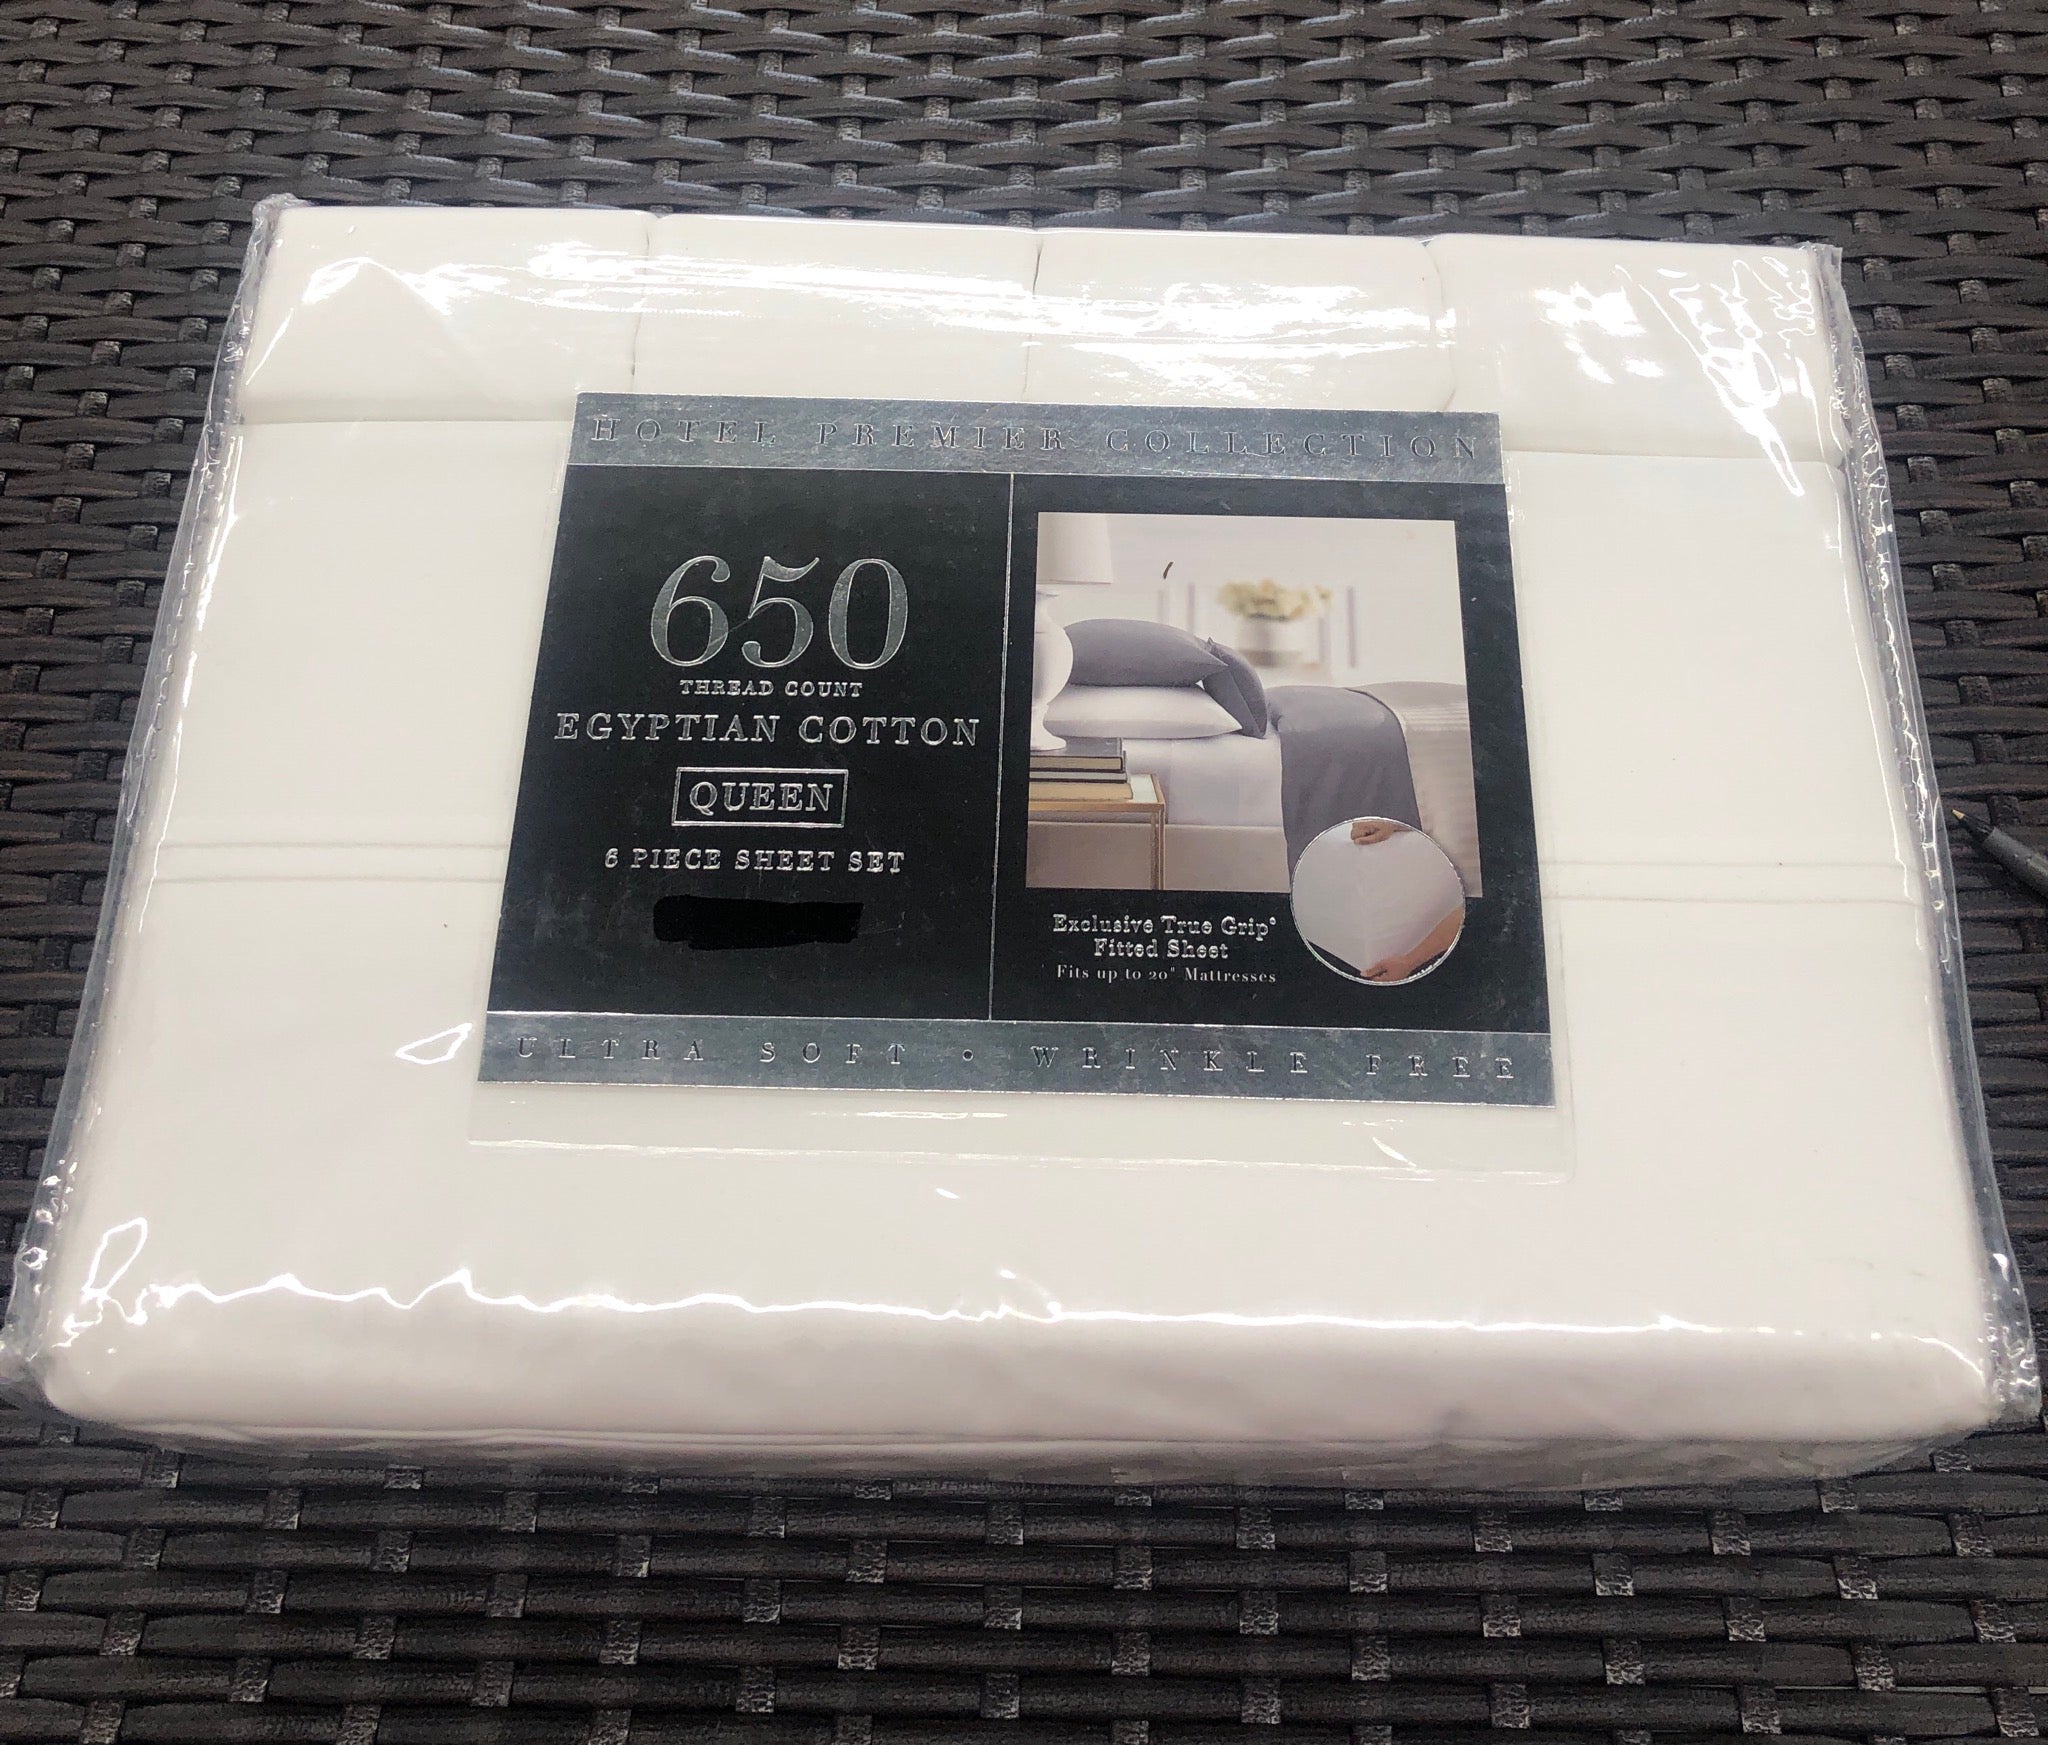 HOTEL PREMIER COLLECTION
650
THREAD COUNT
EGYPTIAN COTTON
QUEEN
6 PIECE SHEET SET
Exclusive True Grip®
Fitted Sheet
Fits up to 20" Mattresses
ULTRA SOFT • WRINKLE FREE